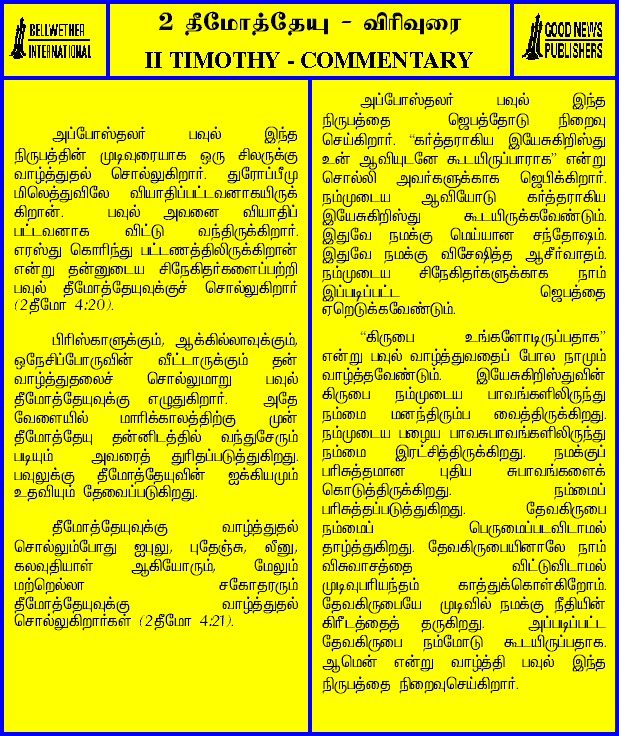 BELLWETHER
INTERNATIONAL
2 தீமோத்தேயு - விரிவுரை
II TIMOTHY - COMMENTARY
GOOD NEWS
PUBLISHERS
அப்போஸ்தலர் பவுல் இந்த
நிருபத்தின் முடிவுரையாக ஒரு சிலருக்கு
வாழ்த்துதல் சொல்லுகிறார். துரோப்பீமு
மிலெத்துவிலே வியாதிப்பட்டவனாகயிருக்
கிறான். பவுல் அவனை வியாதிப்
பட்டவனாக விட்டு வந்திருக்கிறார்.
எரஸ்து கொரிந்து பட்டணத்திலிருக்கிறான்
என்று தன்னுடைய சிநேகிதர்களைப்பற்றி
பவுல் தீமோத்தேயுவுக்குச் சொல்லுகிறார்
(2தீமோ 4:20).
பிரிஸ்காளுக்கும், ஆக்கில்லாவுக்கும்,
ஒநேசிப்போருவின் வீட்டாருக்கும் தன்
வாழ்த்துதலைச் சொல்லுமாறு பவுல்
தீமோத்தேயுவுக்கு எழுதுகிறார். அதே
வேளையில் மாரிக்காலத்திற்கு முன்
தீமோத்தேயு தன்னிடத்தில் வந்துசேரும்
படியும் அவரைத் துரிதப்படுத்துகிறது.
பவுலுக்கு தீமோத்தேயுவின் ஐக்கியமும்
உதவியும் தேவைப்படுகிறது.
தீமோத்தேயுவுக்கு வாழ்த்துதல்
சொல்லும்போது ஐபுலு, புதேஞ்சு, லீனு,
கலவுதியாள் ஆகியோரும், மேலும்
மற்றெல்லா சகோதரரும்
தீமோத்தேயுவுக்கு வாழ்த்துதல்
சொல்லுகிறார்கள் (2தீமோ 4:21).
அப்போஸ்தலர் பவுல் இந்த
நிருபத்தை ஜெபத்தோடு நிறைவு
செய்கிறார். “கர்த்தராகிய இயேசுகிறிஸ்து
உன் ஆவியுடனே கூடயிருப்பாராக” என்று
சொல்லி அவர்களுக்காக ஜெபிக்கிறார்.
நம்முடைய ஆவியோடு கர்த்தராகிய
இயேசுகிறிஸ்து கூடயிருக்கவேண்டும்.
இதுவே நமக்கு மெய்யான சந்தோஷம்.
இதுவே நமக்கு விசேஷித்த ஆசீர்வாதம்.
நம்முடைய சிநேகிதர்களுக்காக நாம்
இப்படிப்பட்ட ஜெபத்தை
ஏறெடுக்கவேண்டும்.
“கிருபை உங்களோடிருப்பதாக”
என்று பவுல் வாழ்த்துவதைப் போல நாமும்
வாழ்த்தவேண்டும். இயேசுகிறிஸ்துவின்
கிருபை நம்முடைய பாவங்களிலிருந்து
நம்மை மனந்திரும்ப வைத்திருக்கிறது.
நம்முடைய பழைய பாவசுபாவங்களிலிருந்து
நம்மை இரட்சித்திருக்கிறது. நமக்குப்
பரிசுத்தமான புதிய சுபாவங்களைக்
கொடுத்திருக்கிறது. நம்மைப்
பரிசுத்தப்படுத்துகிறது. தேவகிருபை
நம்மைப் பெருமைப்படவிடாமல்
தாழ்த்துகிறது. தேவகிருபையினாலே நாம்
விசுவாசத்தை விட்டுவிடாமல்
முடிவுபரியந்தம் காத்துக்கொள்கிறோம்.
தேவகிருபையே முடிவில் நமக்கு நீதியின்
கிரீடத்தைத் தருகிறது. அப்படிப்பட்ட
தேவகிருபை நம்மோடு கூடயிருப்பதாக.
ஆமென் என்று வாழ்த்தி பவுல் இந்த
நிருபத்தை நிறைவுசெய்கிறார்.